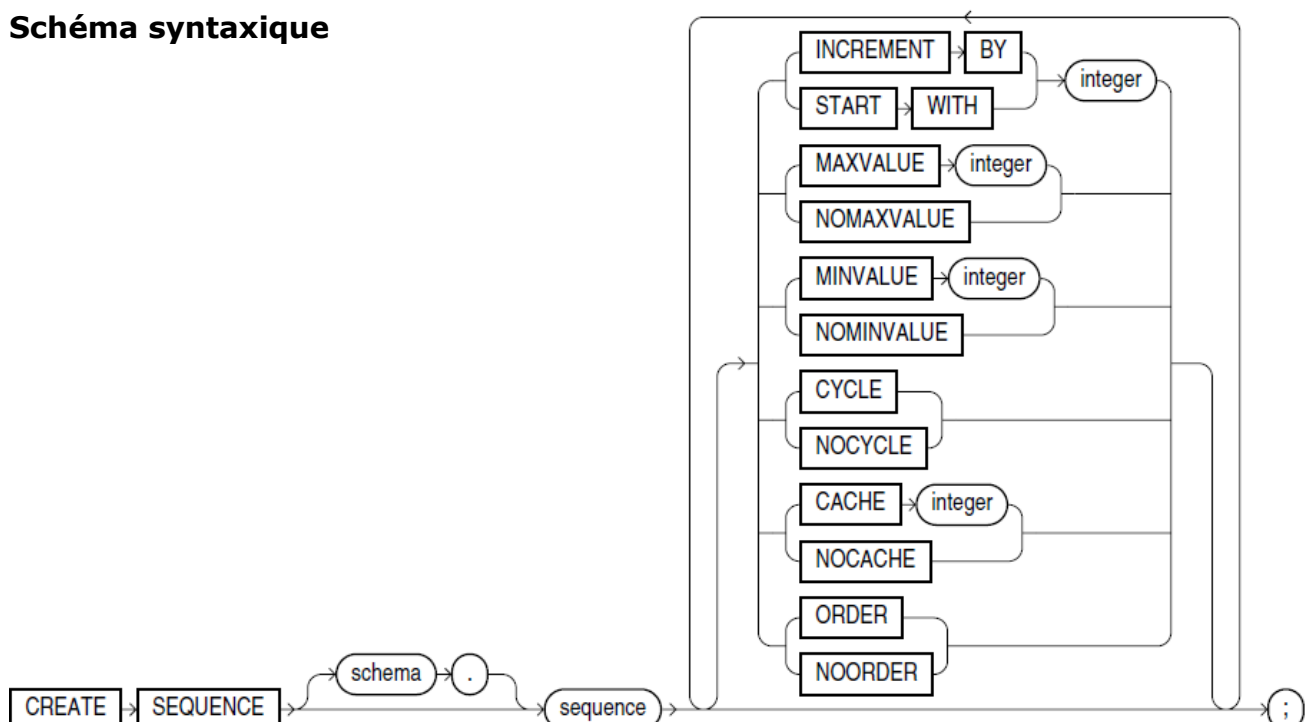 Schéma syntaxique
INCREMENT BY
integer
START WITH
MAXVALUE integer
NOMAXVALUE
MINVALUE integer
NOMINVALUE
CYCLE
NOCYCLE
CACHE integer
NOCACHE
ORDER
NOORDER
schema .
CREATE SEQUENCE sequence ;